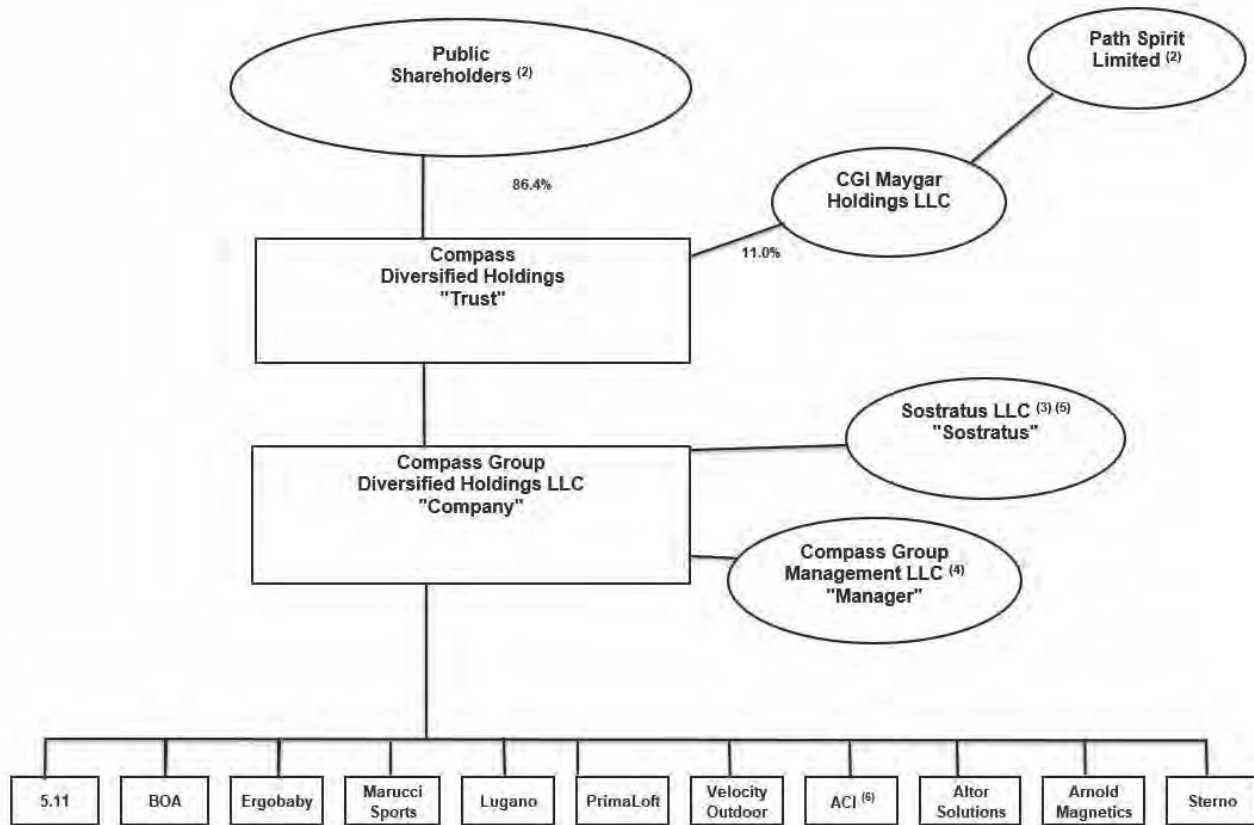 Public
Shareholders (2)
Path Spirit
Limited (2)
86.4%
CGI Maygar
Holdings LLC
11.0%
Compass
Diversified Holdings
"Trust"
Sostratus LLC (3) (5)
"Sostratus"
Compass Group
Diversified Holdings LLC
"Company"
Compass Group
Management LLC (4)
"Manager"
5.11
BOA
Ergobaby
Marucci
Sports
Lugano
PrimaLoft
Velocity
Outdoor
ACI (6)
Altor
Solutions
Arnold
Magnetics
Sterno